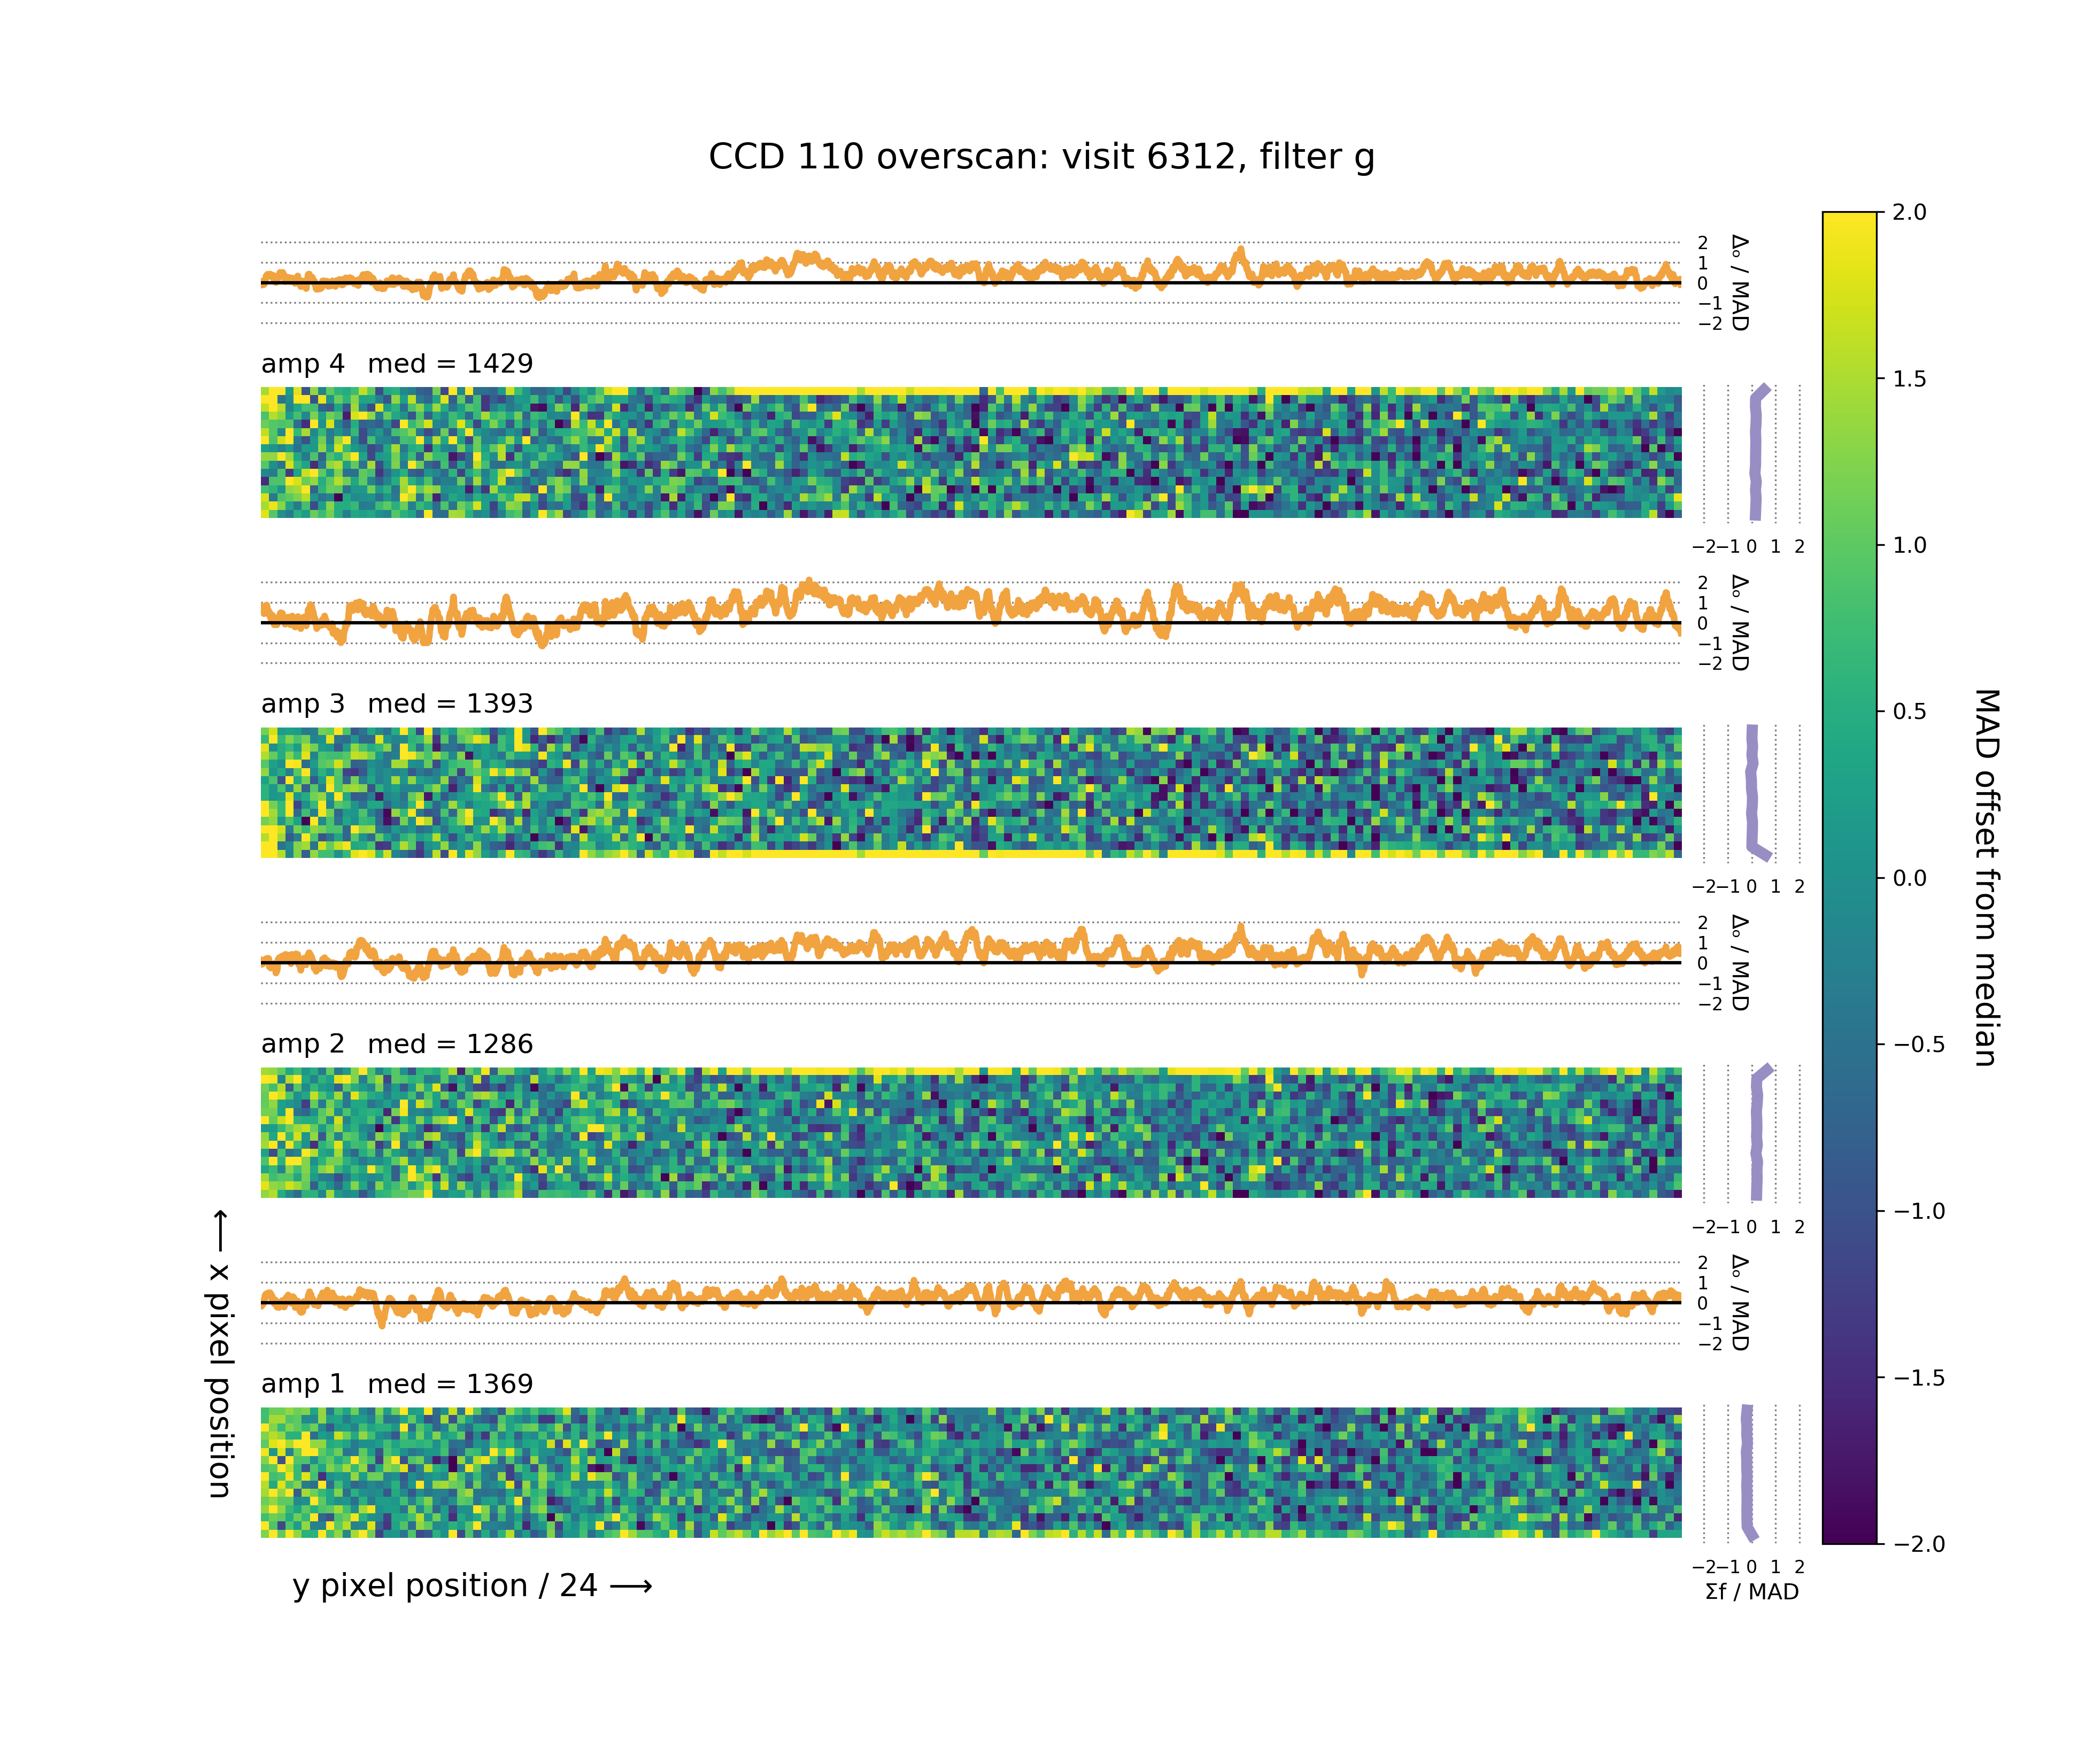 CCD 110 overscan: visit 6312, filter g
2
1
0
−1
−2
Δₒ / MAD
amp 4 med = 1429
−2 −1 0 1 2
2
1
0
−1
−2
Δₒ / MAD
amp 3 med = 1393
−2 −1 0 1 2
2
1
0
−1
−2
Δₒ / MAD
amp 2 med = 1286
−2 −1 0 1 2
2
1
0
−1
−2
Δₒ / MAD
amp 1 med = 1369
−2 −1 0 1 2
Σf / MAD
y pixel position / 24 ⟶
⟵ x pixel position
2.0
1.5
1.0
0.5
0.0
−0.5
−1.0
−1.5
−2.0
MAD offset from median